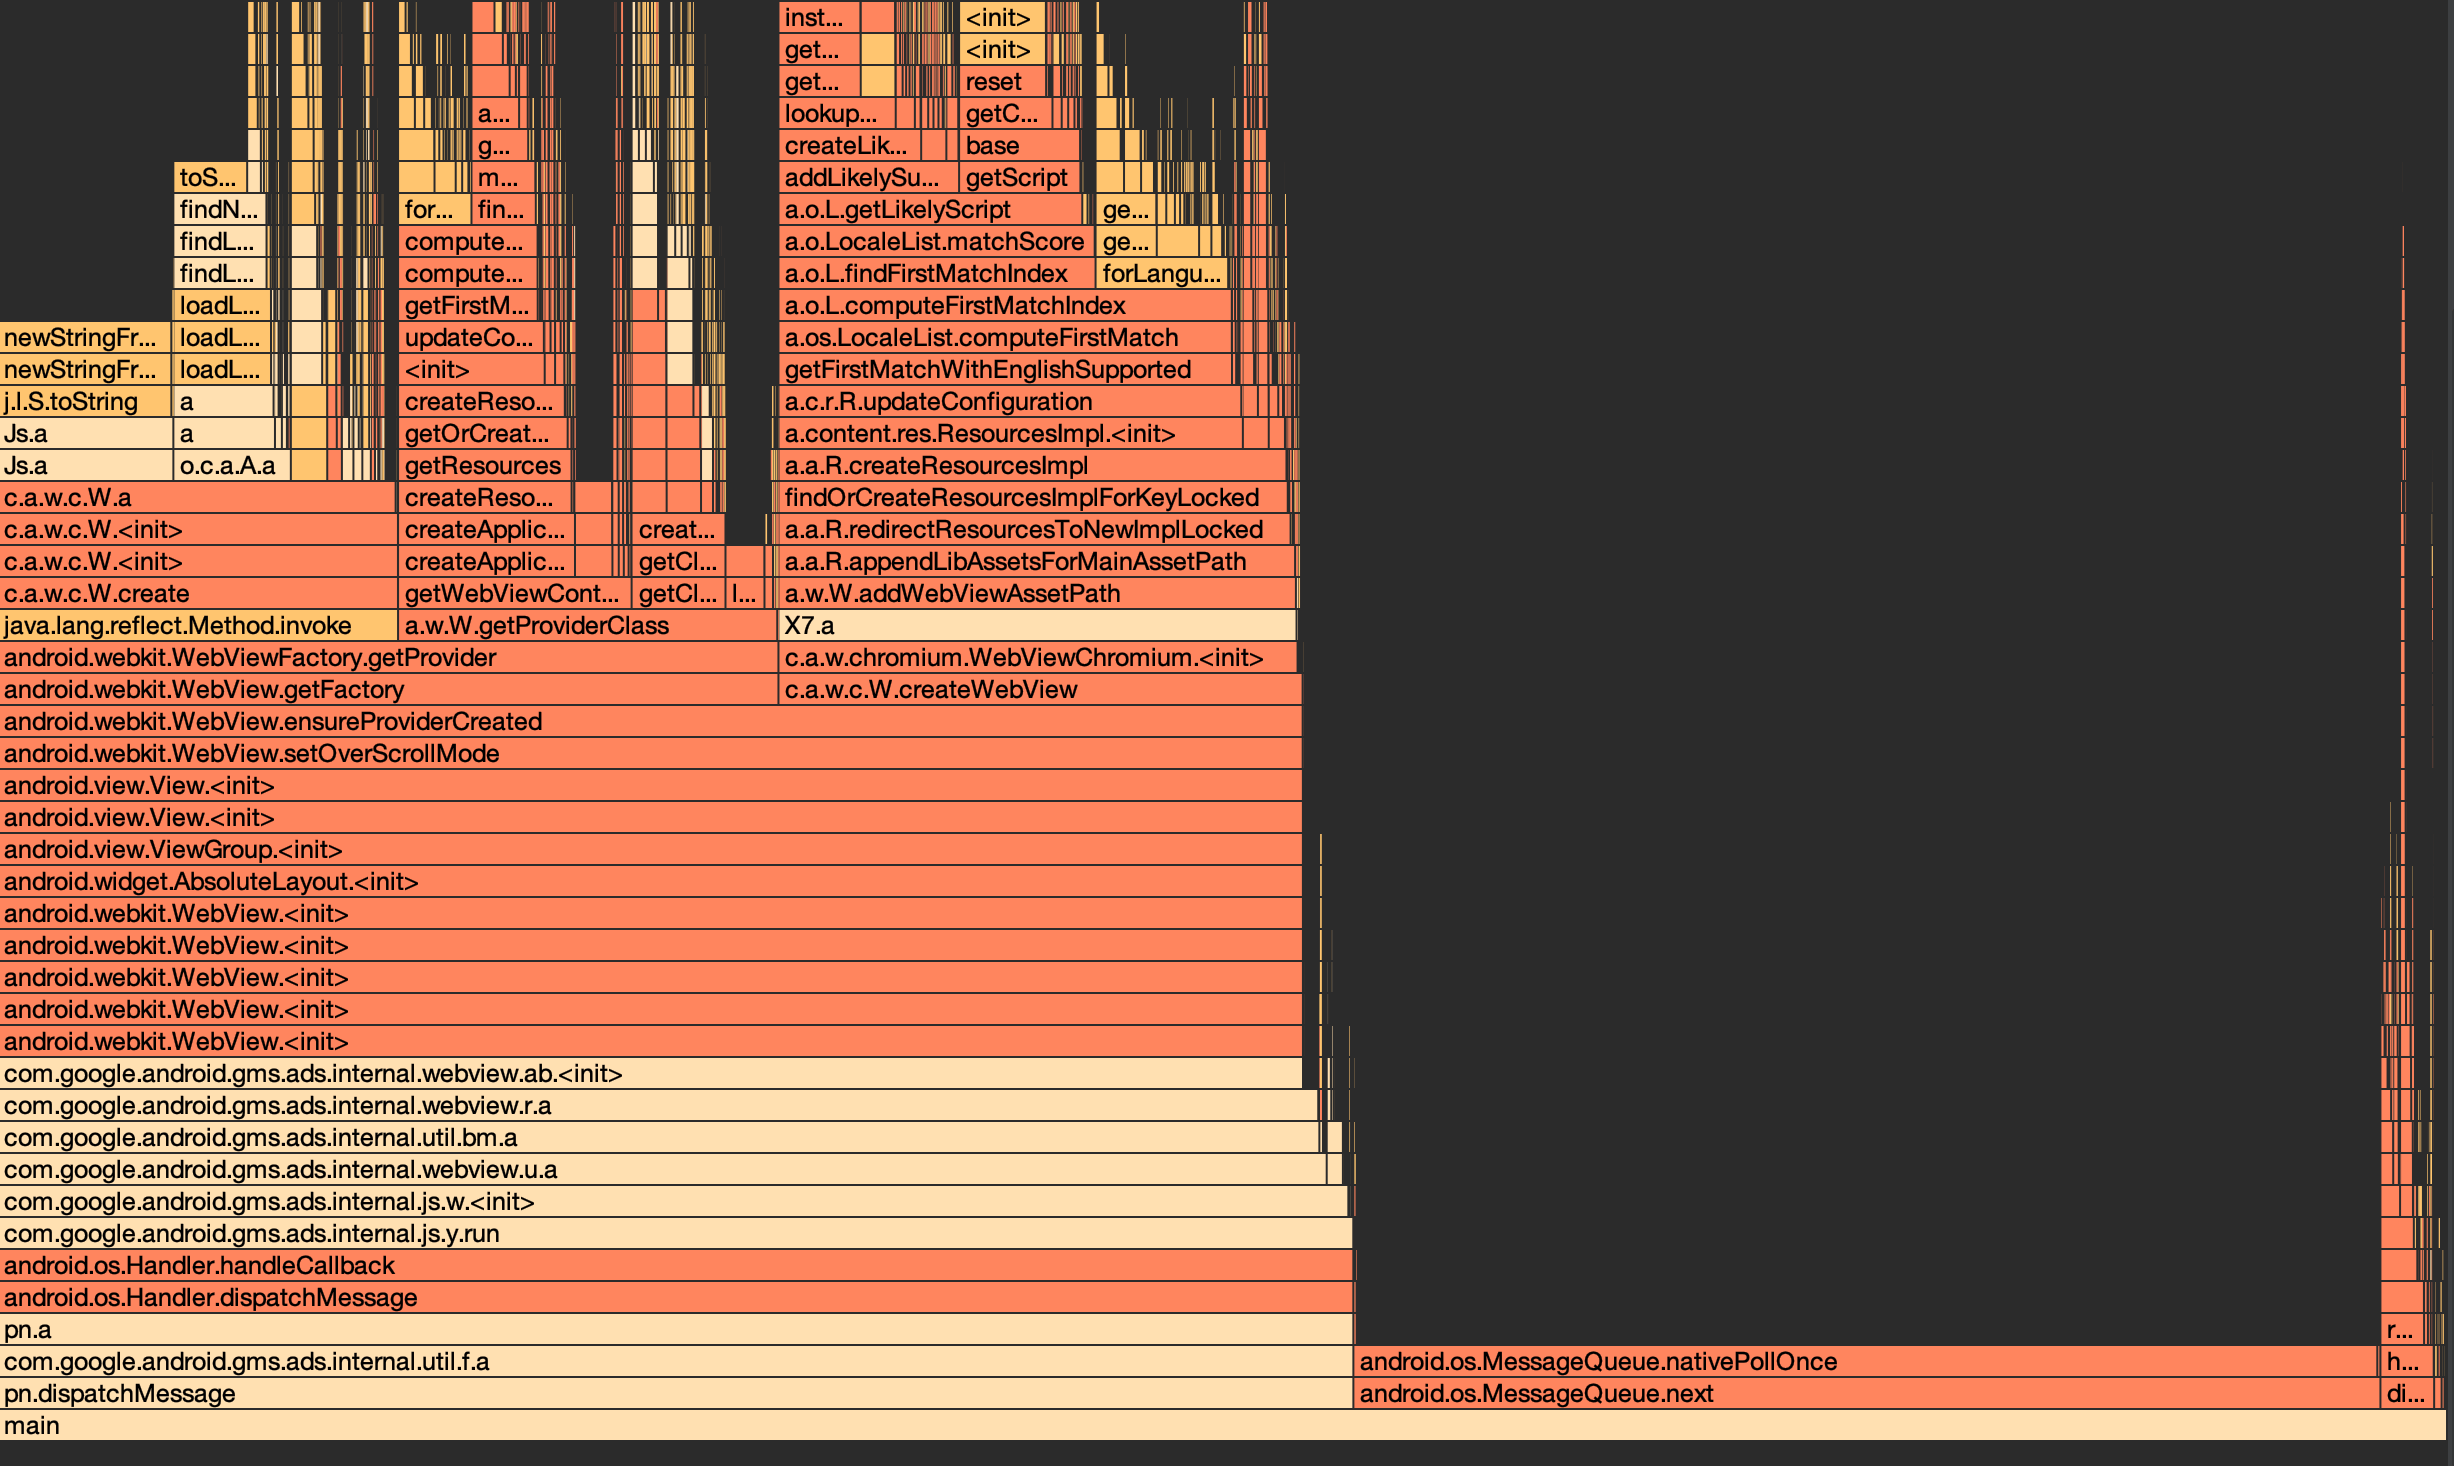 inst... <init>
get... <init>
get... reset
a... lookup... getC...
g... createLik... base
toS... m... addLikelySu... getScript
findN... for... fin... a.o.L.getLikelyScript ge...
findL... compute... a.o.LocaleList.matchScore ge...
findL... compute... a.o.L.findFirstMatchIndex forLangu...
loadL... getFirstM... a.o.L.computeFirstMatchIndex
newStringFr... loadL... updateCo... a.os.LocaleList.computeFirstMatch
newStringFr... loadL... <init> getFirstMatchWithEnglishSupported
j.l.S.toString a createReso... a.c.r.R.updateConfiguration
Js.a a getOrCreat... a.content.res.ResourcesImpl.<init>
Js.a o.c.a.A.a getResources a.a.R.createResourcesImpl
c.a.w.c.W.a createReso... findOrCreateResourcesImplForKeyLocked
c.a.w.c.W.<init> createApplic... creat... a.a.R.redirectResourcesToNewImplLocked
c.a.w.c.W.<init> createApplic... getCl... a.a.R.appendLibAssetsForMainAssetPath
c.a.w.c.W.create getWebViewCont... getCl... l... a.w.W.addWebViewAssetPath
java.lang.reflect.Method.invoke a.w.W.getProviderClass X7.a
android.webkit.WebViewFactory.getProvider c.a.w.chromium.WebViewChromium.<init>
android.webkit.WebView.getFactory c.a.w.c.W.createWebView
android.webkit.WebView.ensureProviderCreated
android.webkit.WebView.setOverScrollMode
android.view.View.<init>
android.view.View.<init>
android.view.ViewGroup.<init>
android.widget.AbsoluteLayout.<init>
android.webkit.WebView.<init>
android.webkit.WebView.<init>
android.webkit.WebView.<init>
android.webkit.WebView.<init>
android.webkit.WebView.<init>
com.google.android.gms.ads.internal.webview.ab.<init>
com.google.android.gms.ads.internal.webview.r.a
com.google.android.gms.ads.internal.util.bm.a
com.google.android.gms.ads.internal.webview.u.a
com.google.android.gms.ads.internal.js.w.<init>
com.google.android.gms.ads.internal.js.y.run
android.os.Handler.handleCallback
android.os.Handler.dispatchMessage
pn.a r...
com.google.android.gms.ads.internal.util.f.a android.os.MessageQueue.nativePollOnce h...
pn.dispatchMessage android.os.MessageQueue.next di...
main